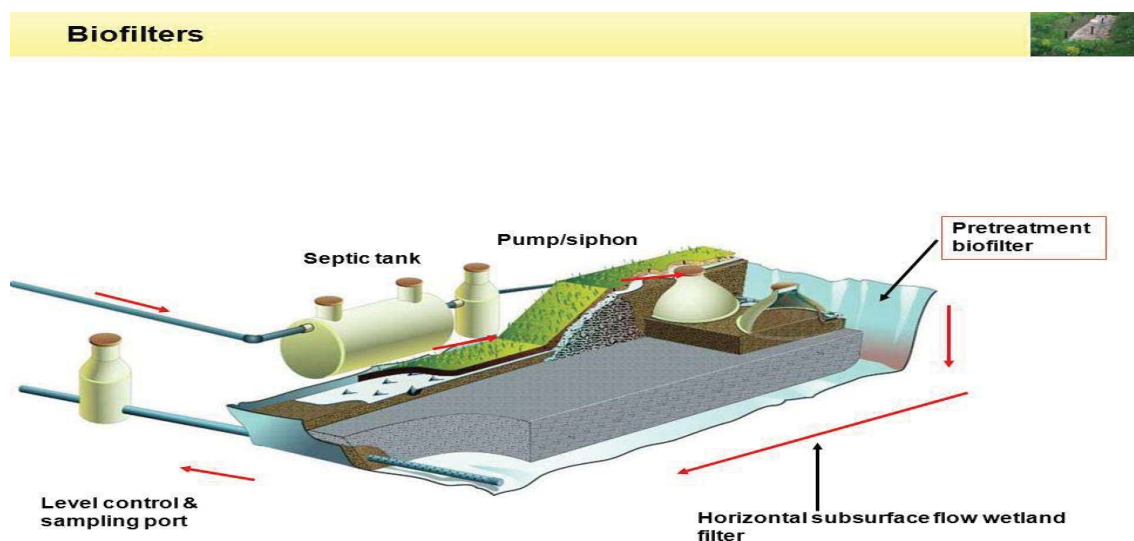 Biofilters
Pump/siphon
Septic tank
Pretreatment
biofilter
Level control &
sampling port
Horizontal subsurface flow wetland
filter